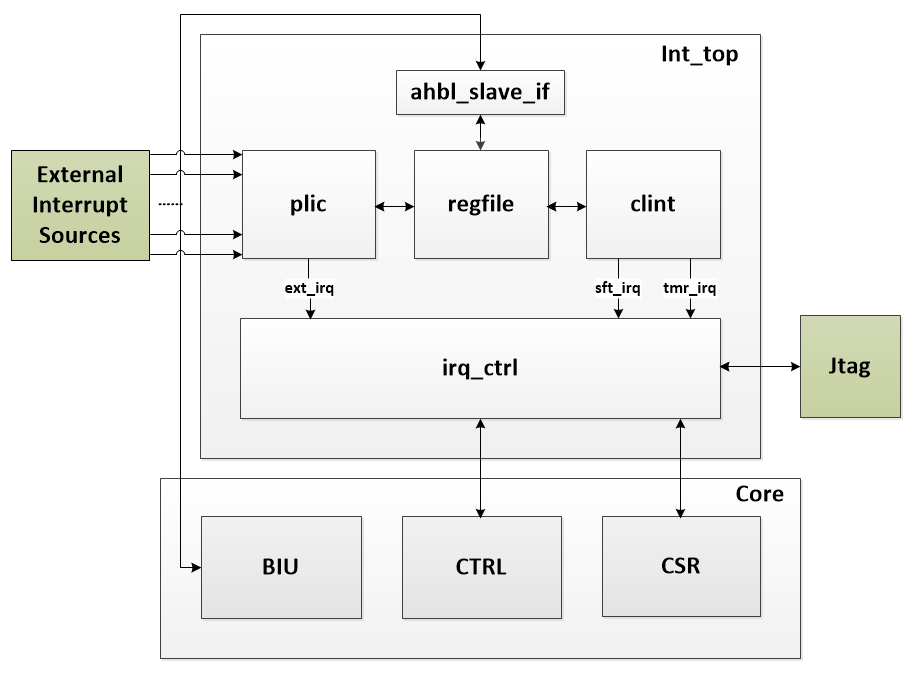 Int_top
ahbl_slave_if
External
Interrupt
Sources
......
plic
regfile
clint
ext_irq
sft_irq
tmr_irq
irq_ctrl
Jtag
Core
BIU
CTRL
CSR